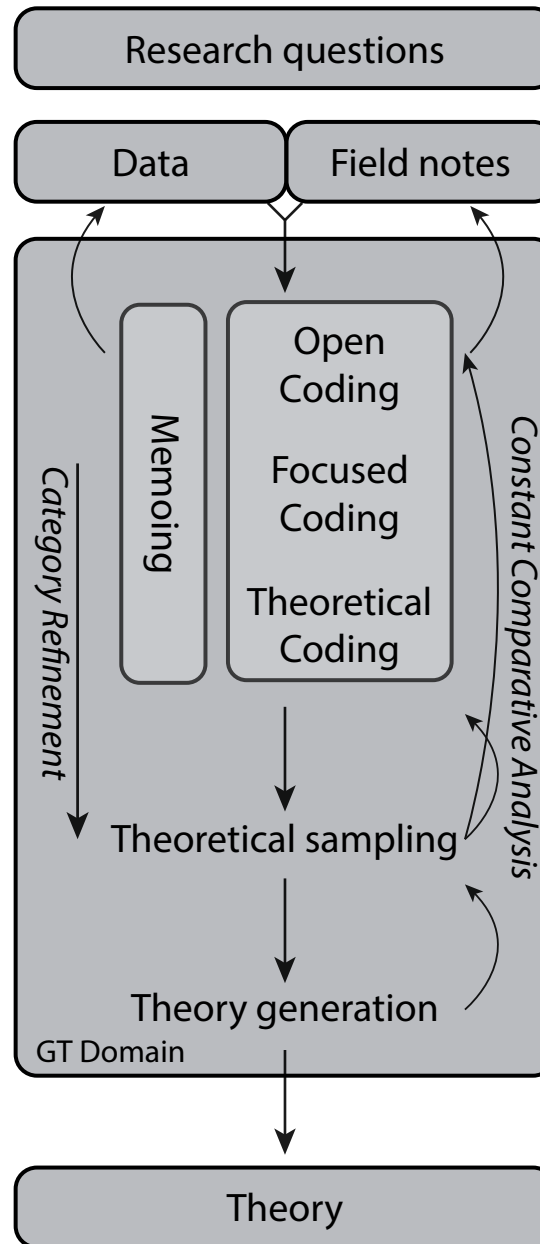 Research questions
Data
Field notes
Open
Coding
Focused
Coding
Theoretical
Coding
Memoing
Category Refinement
Constant Comparative Analysis
Theoretical sampling
Theory generation
GT Domain
Theory